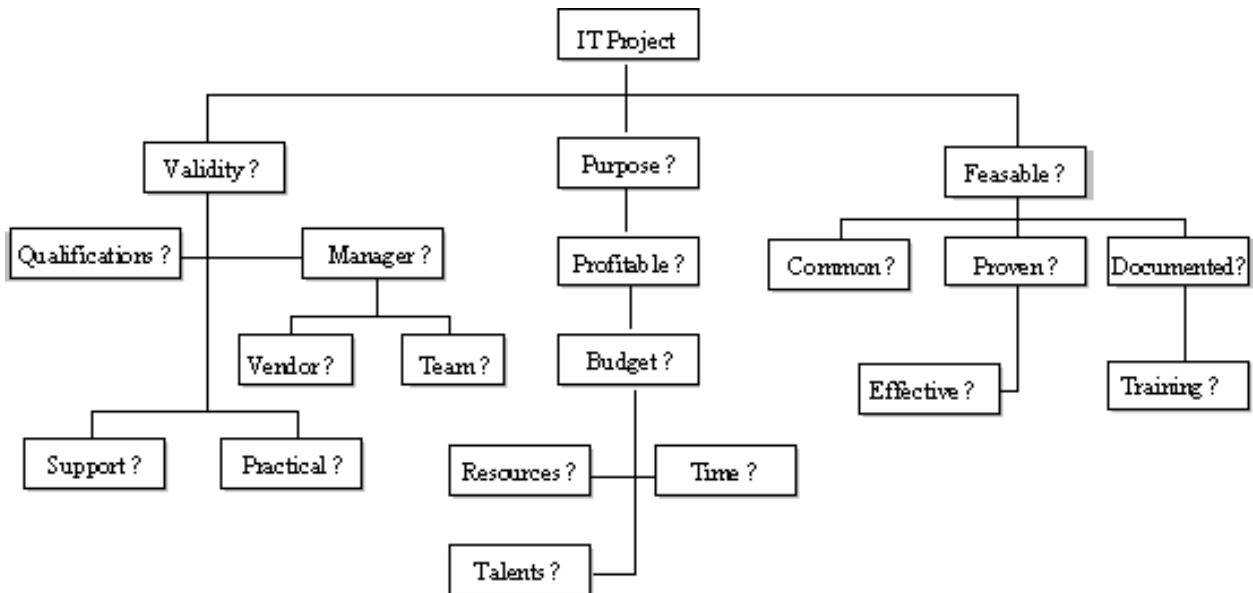 IT Project
Validity ?
Purpose ?
Feasable ?
Qualifications ?
Manager ?
Profitable ?
Common ?
Proven ?
Documented?
Vendor ?
Team ?
Budget ?
Effective ?
Training ?
Support ?
Practical ?
Resources ?
Time ?
Talents ?